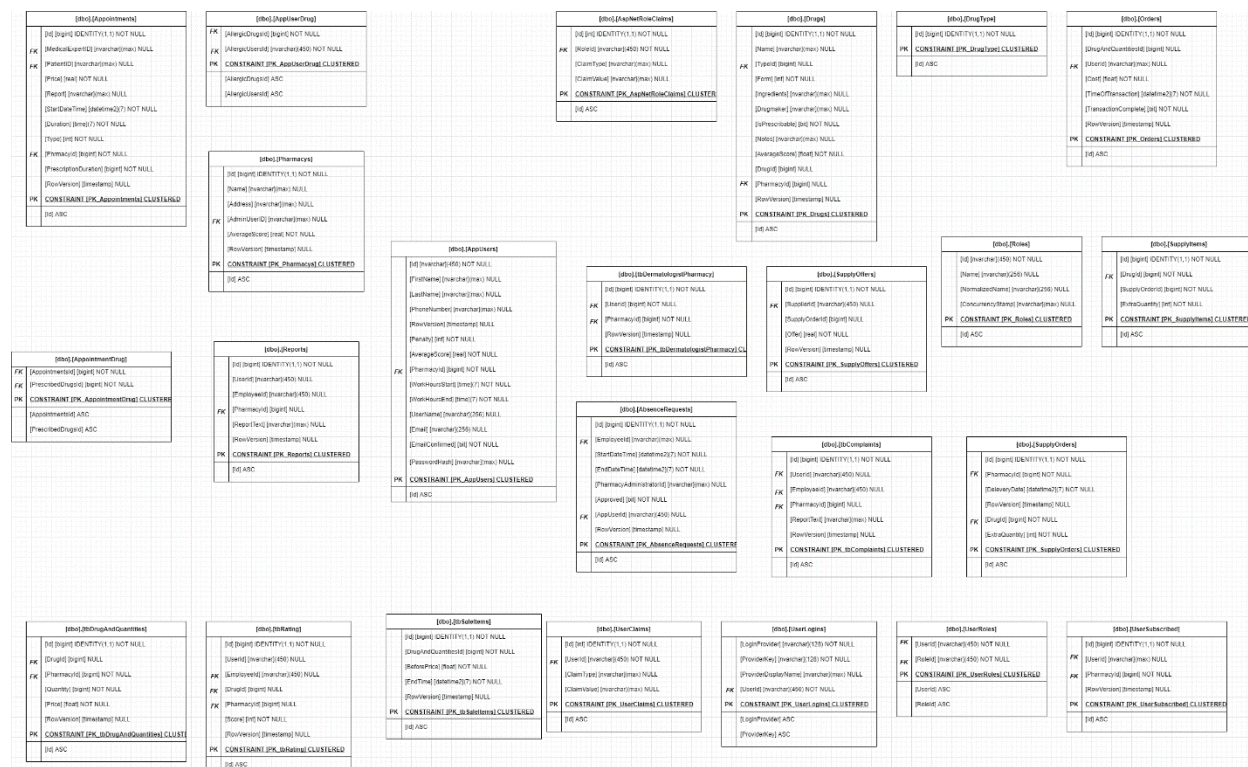 [dbo].[Appointments]
[Id] [bigint] IDENTITY(1,1) NOT NULL
FK [MedicalExpertID] [nvarchar](max) NULL
FK [PatientID] [nvarchar](max) NULL
[Price] [real] NOT NULL
[Report] [nvarchar](max) NULL
[StartDateTime] [datetime2](7) NOT NULL
[Duration] [time](7) NOT NULL
[Type] [int] NOT NULL
FK [PharmacyId] [bigint] NOT NULL
[PrescriptionDuration] [bigint] NOT NULL
[RowVersion] [timestamp] NULL
PK CONSTRAINT [PK_Appointments] CLUSTERED
[Id] ASC
[dbo].[AppUserDrug]
FK [AllergicDrugsId] [bigint] NOT NULL
FK [AllergicUsersId] [nvarchar](450) NOT NULL
PK CONSTRAINT [PK_AppUserDrug] CLUSTERED
[AllergicDrugsId] ASC
[AllergicUsersId] ASC
[dbo].[AspNetRoleClaims]
[Id] [int] IDENTITY(1,1) NOT NULL
FK [RoleId] [nvarchar](450) NOT NULL
[ClaimType] [nvarchar](max) NULL
[ClaimValue] [nvarchar](max) NULL
PK CONSTRAINT [PK_AspNetRoleClaims] CLUSTERED
[Id] ASC
[dbo].[Drugs]
[Id] [bigint] IDENTITY(1,1) NOT NULL
[Name] [nvarchar](max) NULL
FK [TypeId] [bigint] NULL
[Form] [int] NOT NULL
[Ingredients] [nvarchar](max) NULL
[Drugmaker] [nvarchar](max) NULL
[IsPrescribable] [bit] NOT NULL
[Notes] [nvarchar](max) NULL
[AverageScore] [float] NOT NULL
[DrugId] [bigint] NULL
FK [PharmacyId] [bigint] NULL
[RowVersion] [timestamp] NULL
PK CONSTRAINT [PK_Drugs] CLUSTERED
[Id] ASC
[dbo].[DrugType]
[Id] [bigint] IDENTITY(1,1) NOT NULL
PK CONSTRAINT [PK_DrugType] CLUSTERED
[Id] ASC
[dbo].[Orders]
[Id] [bigint] IDENTITY(1,1) NOT NULL
[DrugAndQuantitiesId] [bigint] NULL
FK [UserId] [nvarchar](max) NULL
[Cost] [float] NOT NULL
[TimeOfTransaction] [datetime2](7) NOT NULL
[TransactionComplete] [bit] NOT NULL
[RowVersion] [timestamp] NULL
PK CONSTRAINT [PK_Orders] CLUSTERED
[Id] ASC
[dbo].[Pharmacys]
[Id] [bigint] IDENTITY(1,1) NOT NULL
[Name] [nvarchar](max) NULL
[Address] [nvarchar](max) NULL
FK [AdminUserID] [nvarchar](max) NULL
[AverageScore] [real] NOT NULL
[RowVersion] [timestamp] NULL
PK CONSTRAINT [PK_Pharmacys] CLUSTERED
[Id] ASC
[dbo].[AppUsers]
[Id] [nvarchar](450) NOT NULL
[FirstName] [nvarchar](max) NULL
[LastName] [nvarchar](max) NULL
[PhoneNumber] [nvarchar](max) NULL
[RowVersion] [timestamp] NULL
[Penalty] [int] NOT NULL
[AverageScore] [real] NOT NULL
FK [PharmacyId] [bigint] NULL
[WorkHoursStart] [time](7) NOT NULL
[WorkHoursEnd] [time](7) NOT NULL
[UserName] [nvarchar](256) NULL
[Email] [nvarchar](256) NULL
[EmailConfirmed] [bit] NOT NULL
[PasswordHash] [nvarchar](max) NULL
PK CONSTRAINT [PK_AppUsers] CLUSTERED
[Id] ASC
[dbo].[tbDermatologistPharmacy]
[Id] [bigint] IDENTITY(1,1) NOT NULL
FK [UserId] [bigint] NOT NULL
FK [PharmacyId] [bigint] NOT NULL
[RowVersion] [timestamp] NULL
PK CONSTRAINT [PK_tbDermatologistPharmacy] CL
[Id] ASC
[dbo].[SupplyOffers]
[Id] [bigint] IDENTITY(1,1) NOT NULL
FK [SupplierId] [nvarchar](450) NULL
[SupplyOrderId] [bigint] NULL
[Offer] [real] NOT NULL
[RowVersion] [timestamp] NULL
PK CONSTRAINT [PK_SupplyOffers] CLUSTERED
[Id] ASC
[dbo].[Roles]
[Id] [nvarchar](450) NOT NULL
[Name] [nvarchar](256) NULL
[NormalizedName] [nvarchar](256) NULL
[ConcurrencyStamp] [nvarchar](max) NULL
PK CONSTRAINT [PK_Roles] CLUSTERED
[Id] ASC
[dbo].[SupplyItems]
[Id] [bigint] IDENTITY(1,1) NOT NULL
FK [DrugId] [bigint] NULL
[SupplyOrderId] [bigint] NULL
[ExtraQuantity] [int] NOT NULL
PK CONSTRAINT [PK_SupplyItems] CLUSTERE
[Id] ASC
[dbo].[AppointmentDrug]
FK [AppointmentsId] [bigint] NOT NULL
FK [PrescribedDrugsId] [bigint] NOT NULL
PK CONSTRAINT [PK_AppointmentDrug] CLUSTERE
[AppointmentsId] ASC
[PrescribedDrugsId] ASC
[dbo].[Reports]
[Id] [bigint] IDENTITY(1,1) NOT NULL
[UserId] [nvarchar](450) NULL
[EmployeeId] [nvarchar](450) NULL
FK [PharmacyId] [bigint] NULL
[ReportText] [nvarchar](max) NULL
[RowVersion] [timestamp] NULL
PK CONSTRAINT [PK_Reports] CLUSTERED
[Id] ASC
[dbo].[AbsenceRequests]
[Id] [bigint] IDENTITY(1,1) NOT NULL
FK [EmployeeId] [nvarchar](max) NULL
[StartDateTime] [datetime2](7) NOT NULL
[EndDateTime] [datetime2](7) NOT NULL
[PharmacyAdministratorId] [nvarchar](max) NULL
[Approved] [bit] NOT NULL
FK [AppUserId] [nvarchar](450) NULL
[RowVersion] [timestamp] NULL
PK CONSTRAINT [PK_AbsenceRequests] CLUSTERE
[Id] ASC
[dbo].[tbComplaints]
[Id] [bigint] IDENTITY(1,1) NOT NULL
FK [UserId] [nvarchar](450) NULL
FK [EmployeeId] [nvarchar](450) NULL
FK [PharmacyId] [bigint] NULL
[ReportText] [nvarchar](max) NULL
[RowVersion] [timestamp] NULL
PK CONSTRAINT [PK_tbComplaints] CLUSTERED
[Id] ASC
[dbo].[SupplyOrders]
[Id] [bigint] IDENTITY(1,1) NOT NULL
FK [PharmacyId] [bigint] NULL
[DeleveryDate] [datetime2](7) NOT NULL
[RowVersion] [timestamp] NULL
FK [DrugId] [bigint] NOT NULL
[ExtraQuantity] [int] NOT NULL
PK CONSTRAINT [PK_SupplyOrders] CLUSTERED
[Id] ASC
[dbo].[tbDrugAndQuantities]
[Id] [bigint] IDENTITY(1,1) NOT NULL
FK [DrugId] [bigint] NULL
FK [PharmacyId] [bigint] NOT NULL
[Quantity] [bigint] NOT NULL
[Price] [float] NOT NULL
[RowVersion] [timestamp] NULL
PK CONSTRAINT [PK_tbDrugAndQuantities] CLUST
[Id] ASC
[dbo].[tbRating]
[Id] [bigint] IDENTITY(1,1) NOT NULL
[UserId] [nvarchar](450) NULL
FK [EmployeeId] [nvarchar](450) NULL
FK [DrugId] [bigint] NULL
FK [PharmacyId] [bigint] NULL
[Score] [int] NOT NULL
[RowVersion] [timestamp] NULL
PK CONSTRAINT [PK_tbRating] CLUSTERED
[Id] ASC
[dbo].[tbSaleItems]
[Id] [bigint] IDENTITY(1,1) NOT NULL
[DrugAndQuantitiesId] [bigint] NOT NULL
[BeforePrice] [float] NOT NULL
[EndTime] [datetime2](7) NOT NULL
[RowVersion] [timestamp] NULL
PK CONSTRAINT [PK_tbSaleItems] CLUSTERED
[Id] ASC
[dbo].[UserClaims]
[Id] [int] IDENTITY(1,1) NOT NULL
FK [UserId] [nvarchar](450) NOT NULL
[ClaimType] [nvarchar](max) NULL
[ClaimValue] [nvarchar](max) NULL
PK CONSTRAINT [PK_UserClaims] CLUSTERED
[Id] ASC
[dbo].[UserLogins]
[LoginProvider] [nvarchar](128) NOT NULL
[ProviderKey] [nvarchar](128) NOT NULL
[ProviderDisplayName] [nvarchar](max) NULL
FK [UserId] [nvarchar](450) NOT NULL
PK CONSTRAINT [PK_UserLogins] CLUSTERED
[LoginProvider] ASC
[ProviderKey] ASC
[dbo].[UserRoles]
FK [UserId] [nvarchar](450) NOT NULL
FK [RoleId] [nvarchar](450) NOT NULL
PK CONSTRAINT [PK_UserRoles] CLUSTERED
[UserId] ASC
[RoleId] ASC
[dbo].[UserSubscribed]
[Id] [bigint] IDENTITY(1,1) NOT NULL
FK [UserId] [nvarchar](max) NULL
FK [PharmacyId] [bigint] NOT NULL
[RowVersion] [timestamp] NULL
PK CONSTRAINT [PK_UserSubscribed] CLUSTERED
[Id] ASC